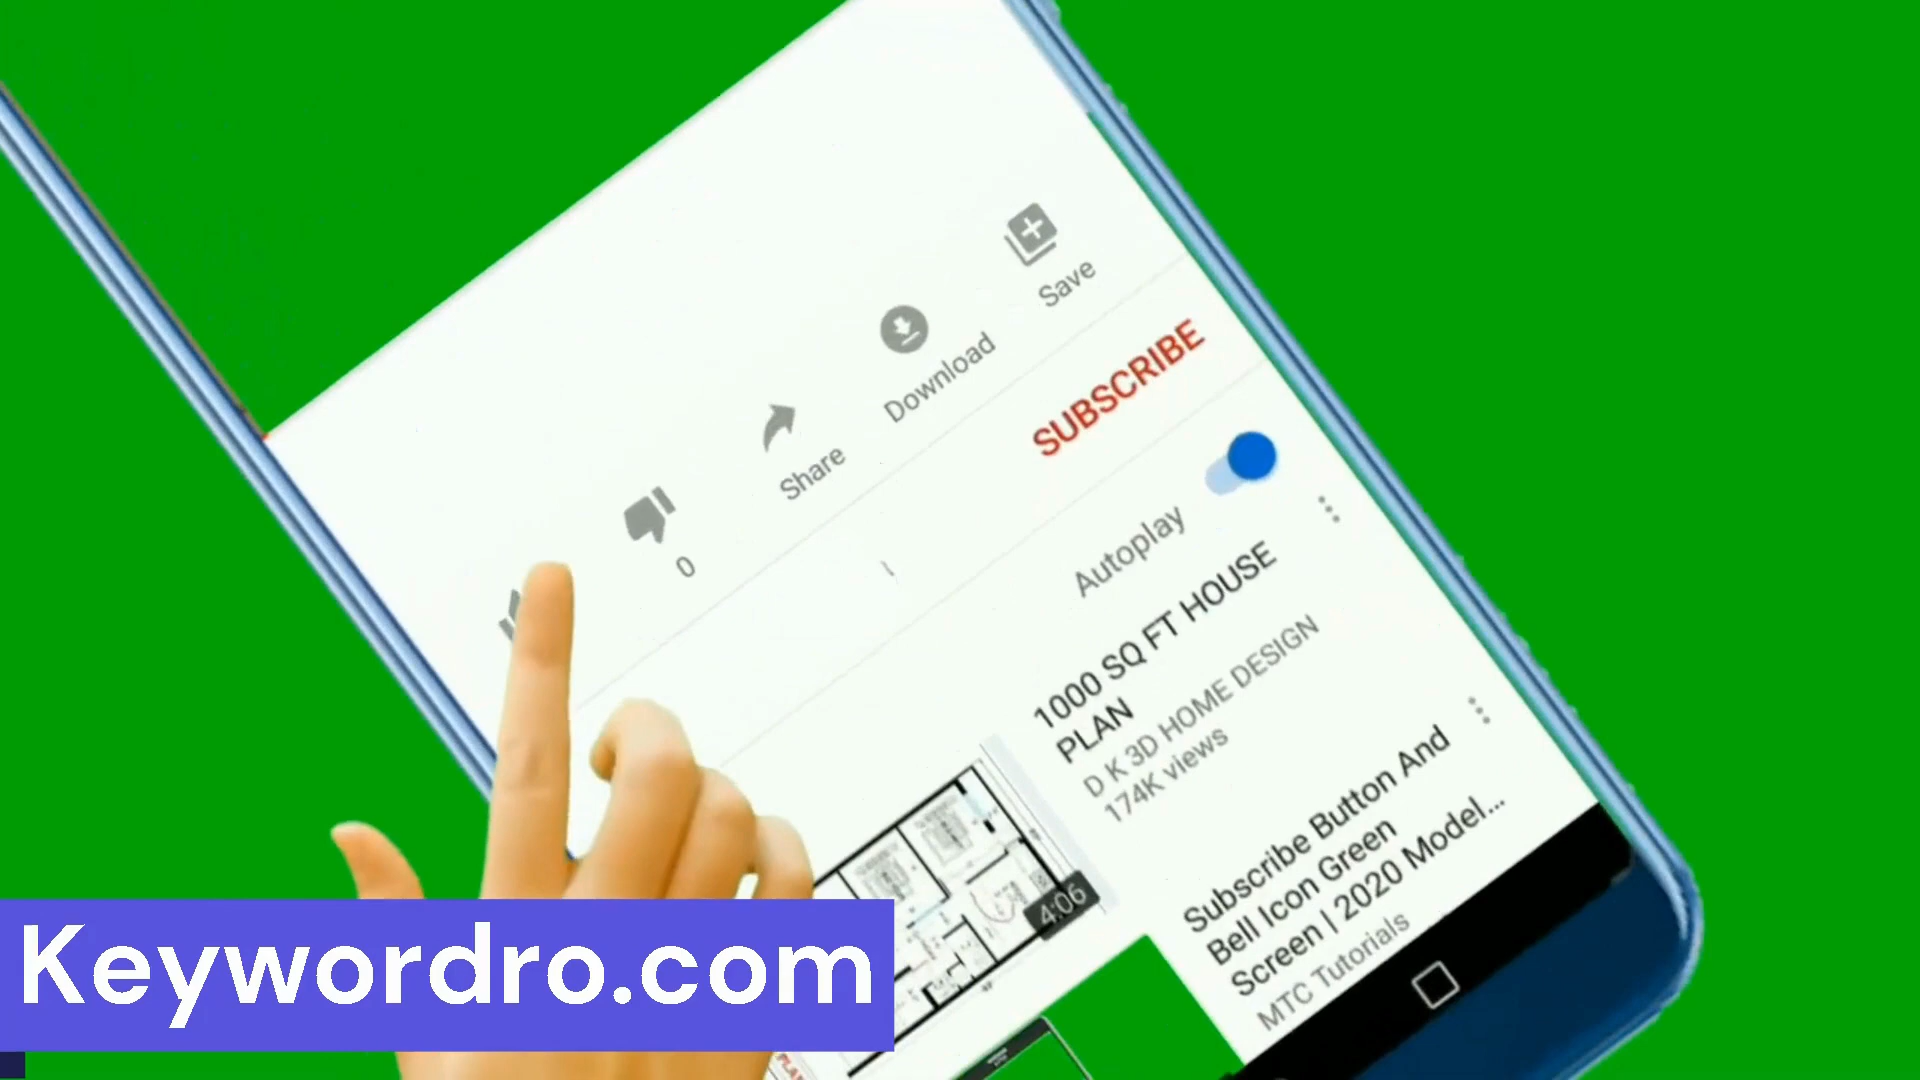 Save
Download
Share
0
SUBSCRIBE
Autoplay
1000 SQ FT HOUSE
PLAN
D K 3D HOME DESIGN
174K views
4:06
Subscribe Button And
Bell Icon Green
Screen | 2020 Model...
MTC Tutorials
Keywordro.com